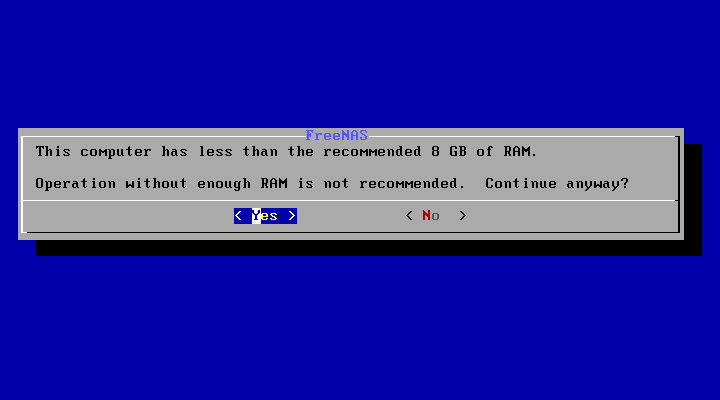 FreeNAS
This computer has less than the recommended 8 GB of RAM.
Operation without enough RAM is not recommended.  Continue anyway?
< Yes > < No  >